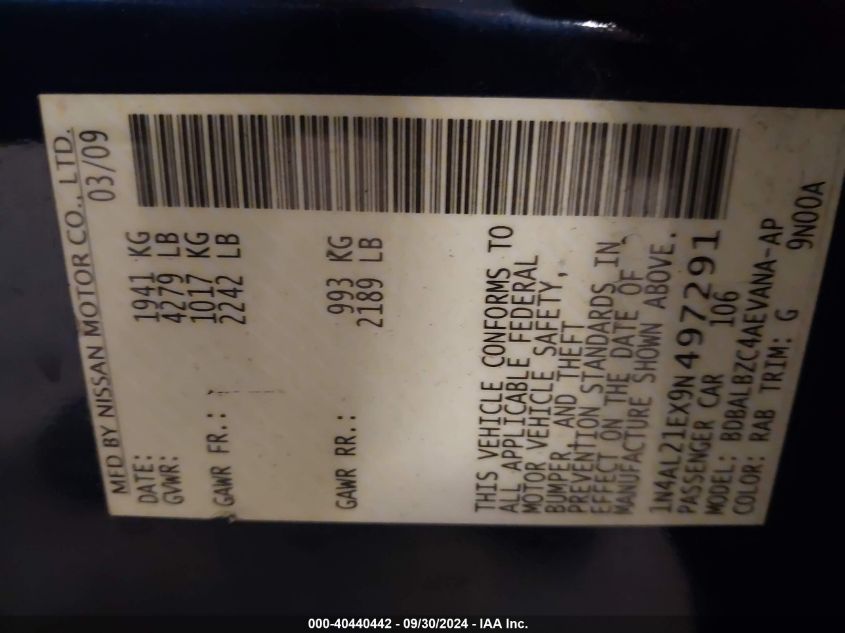 MFD BY NISSAN MOTOR CO., LTD.
DATE: 03/09
GVWR: 1941 KG
4279 LB
GAWR FR.: 1017 KG
2242 LB
GAWR RR.: 993 KG
2189 LB
THIS VEHICLE CONFORMS TO
ALL APPLICABLE FEDERAL
MOTOR VEHICLE SAFETY,
BUMPER, AND THEFT
PREVENTION STANDARDS IN
EFFECT ON THE DATE OF
MANUFACTURE SHOWN ABOVE.
1N4AL21EX9N497291
PASSENGER CAR 106
MODEL: BDBALBZC4AEVANA-AP
COLOR: RAB TRIM: G 9N00A
000-40440442 - 09/30/2024 - IAA Inc.